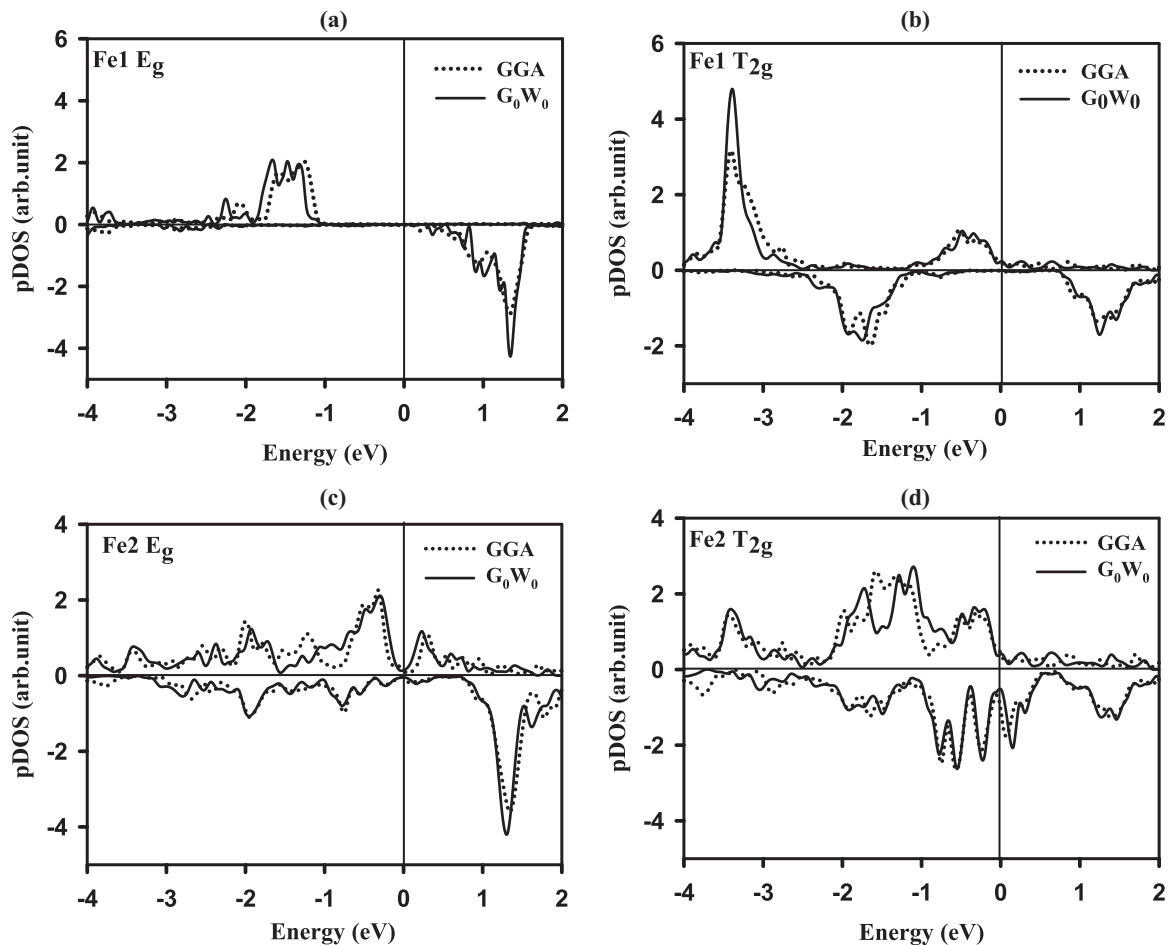 (a)
Fe1 Eg
GGA
G0W0
6
4
2
0
-2
-4
pDOS (arb.unit)
-4 -3 -2 -1 0 1 2
Energy (eV)
(b)
Fe1 T2g
GGA
G0W0
6
4
2
0
-2
pDOS (arb.unit)
-4 -3 -2 -1 0 1 2
Energy (eV)
(c)
Fe2 Eg
GGA
G0W0
4
2
0
-2
-4
pDOS (arb.unit)
-4 -3 -2 -1 0 1 2
Energy (eV)
(d)
Fe2 T2g
GGA
G0W0
4
2
0
-2
-4
pDOS (arb.unit)
-4 -3 -2 -1 0 1 2
Energy (eV)